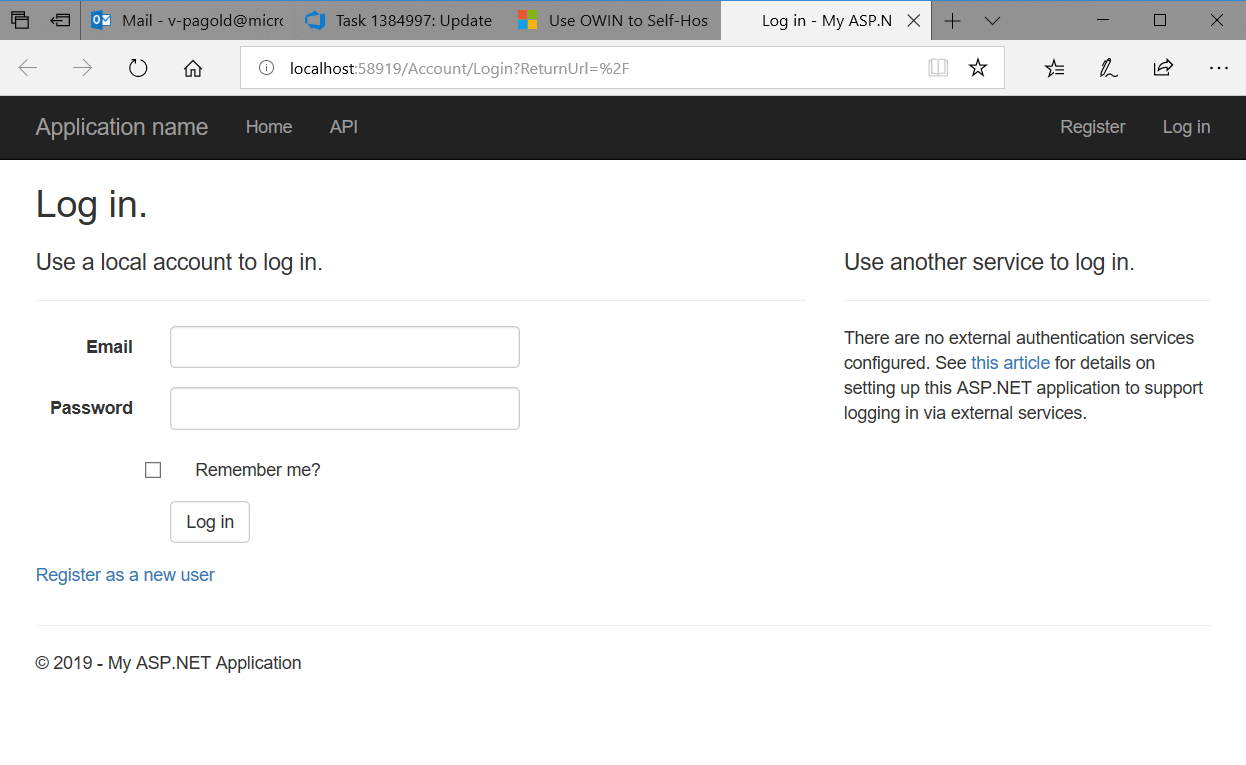 Mail - v-pagold@micr
Task 1384997: Update
Use OWIN to Self-Hos
Log in - My ASP.N
localhost:58919/Account/Login?ReturnUrl=%2F
Application name Home API Register Log in
Log in.
Use a local account to log in.
Email
Password
Remember me?
Log in
Register as a new user
Use another service to log in.
There are no external authentication services
configured. See this article for details on
setting up this ASP.NET application to support
logging in via external services.
© 2019 - My ASP.NET Application